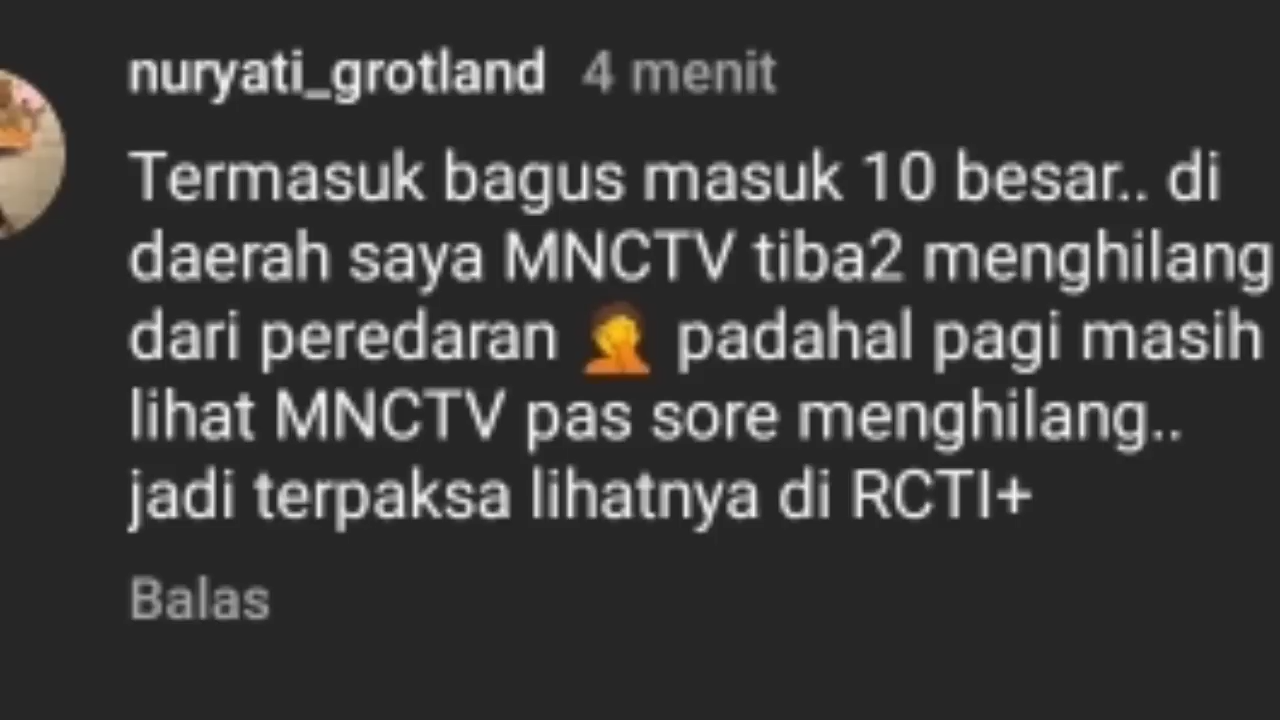 nuryati_grotland 4 menit
Termasuk bagus masuk 10 besar.. di
daerah saya MNCTV tiba2 menghilang
dari peredaran 🤦 padahal pagi masih
lihat MNCTV pas sore menghilang..
jadi terpaksa lihatnya di RCTI+
Balas